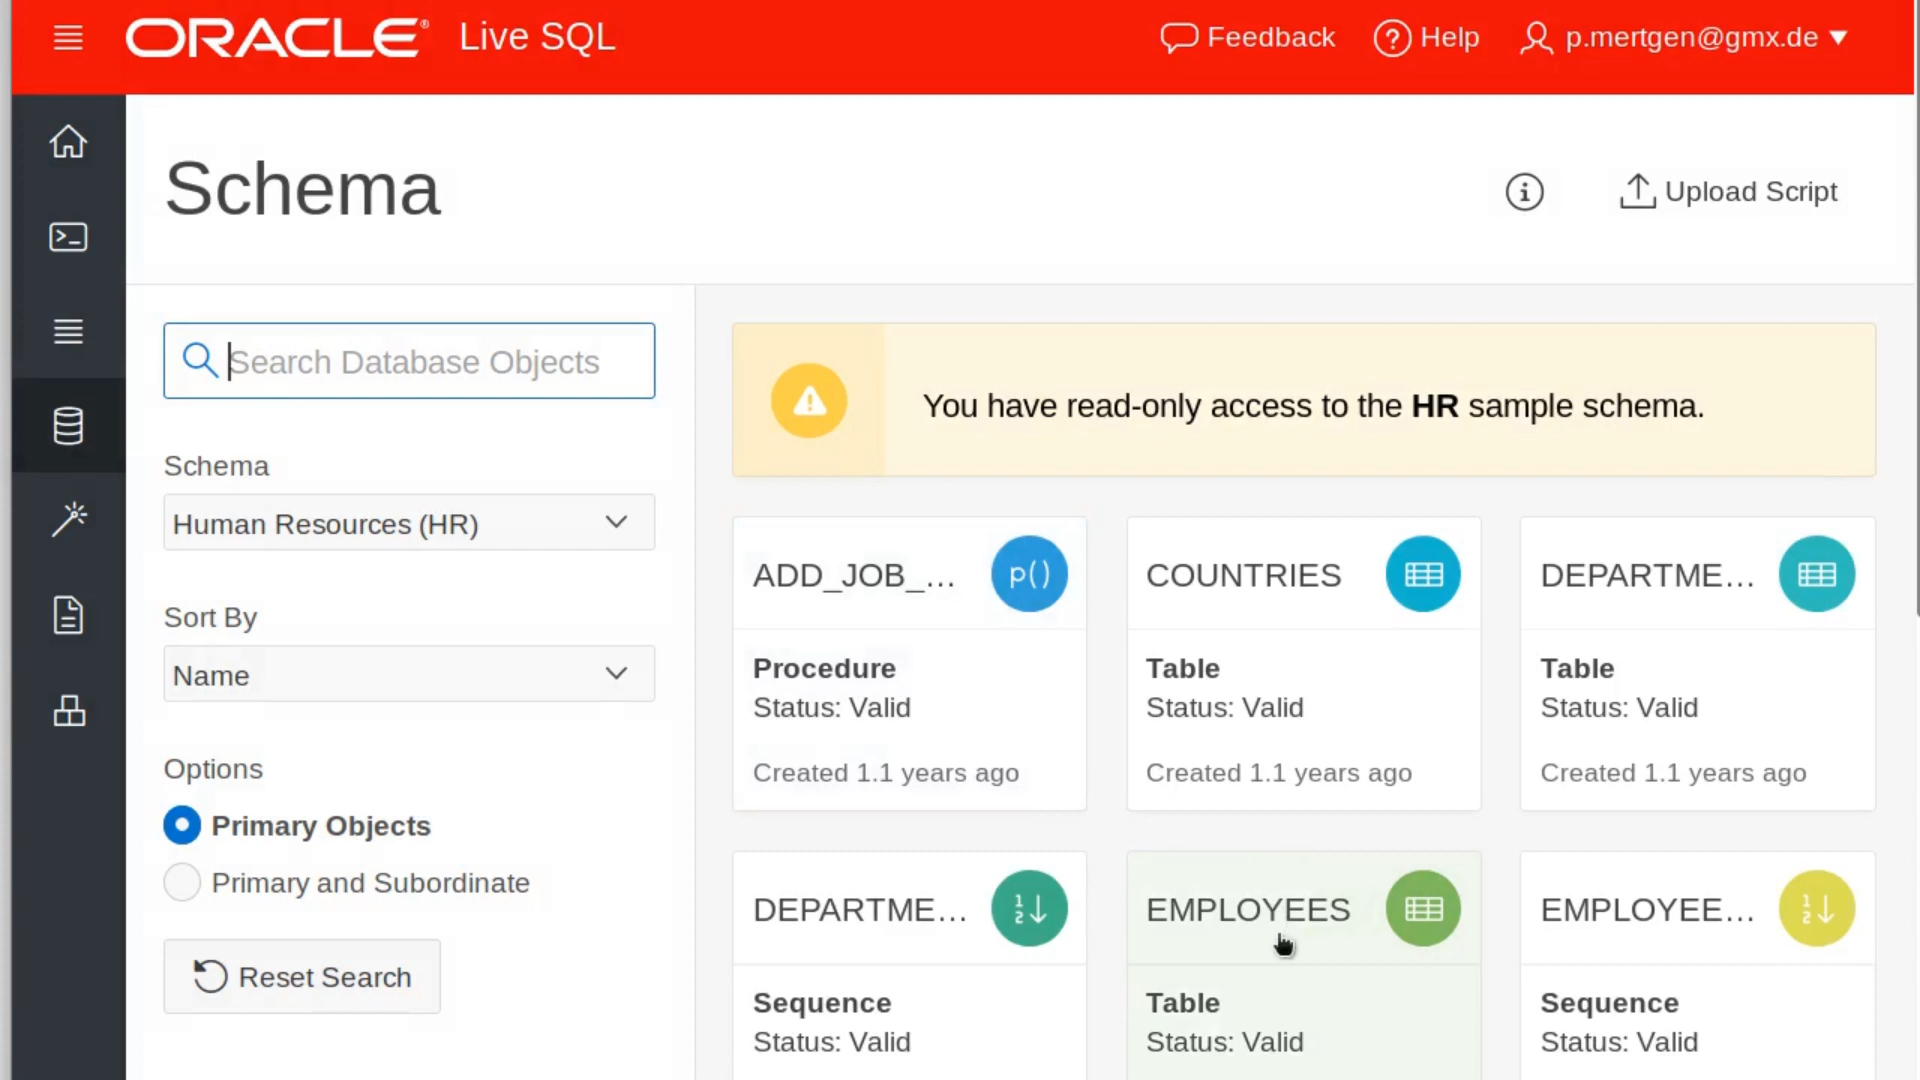 ORACLE® Live SQL
Feedback
Help
p.mertgen@gmx.de
Schema
Upload Script
Search Database Objects
Schema
Human Resources (HR)
Sort By
Name
Options
Primary Objects
Primary and Subordinate
Reset Search
You have read-only access to the HR sample schema.
ADD_JOB_...
p()
Procedure
Status: Valid
Created 1.1 years ago
COUNTRIES
Table
Status: Valid
Created 1.1 years ago
DEPARTME...
Table
Status: Valid
Created 1.1 years ago
DEPARTME...
1
2
Sequence
Status: Valid
EMPLOYEES
Table
Status: Valid
EMPLOYEE...
1
2
Sequence
Status: Valid